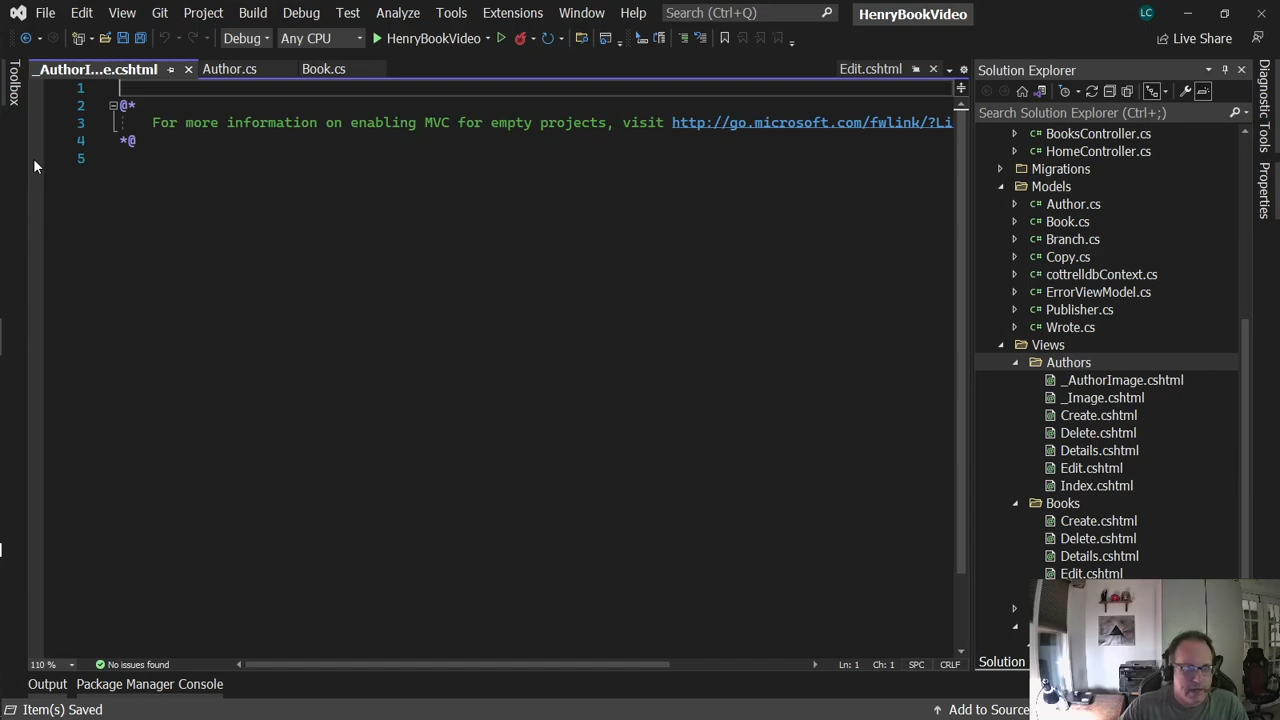 File Edit View Git Project Build Debug Test Analyze Tools Extensions Window Help Search (Ctrl+Q) HenryBookVideo LC
Debug Any CPU HenryBookVideo Live Share
Toolbox
_AuthorI...e.cshtml Author.cs Book.cs Edit.cshtml
1
2 @*
3 For more information on enabling MVC for empty projects, visit http://go.microsoft.com/fwlink/?Li
4 *@
5
110 % No issues found Ln: 1 Ch: 1 SPC CRLF
Output Package Manager Console
Item(s) Saved Add to Source
Solution Explorer
Search Solution Explorer (Ctrl+;)
BooksController.cs
HomeController.cs
Migrations
Models
C# Author.cs
C# Book.cs
C# Branch.cs
C# Copy.cs
C# cottrelldbContext.cs
C# ErrorViewModel.cs
C# Publisher.cs
C# Wrote.cs
Views
Authors
_AuthorImage.cshtml
_Image.cshtml
Create.cshtml
Delete.cshtml
Details.cshtml
Edit.cshtml
Index.cshtml
Books
Create.cshtml
Delete.cshtml
Details.cshtml
Edit.cshtml
Solution
Diagnostic Tools
Properties